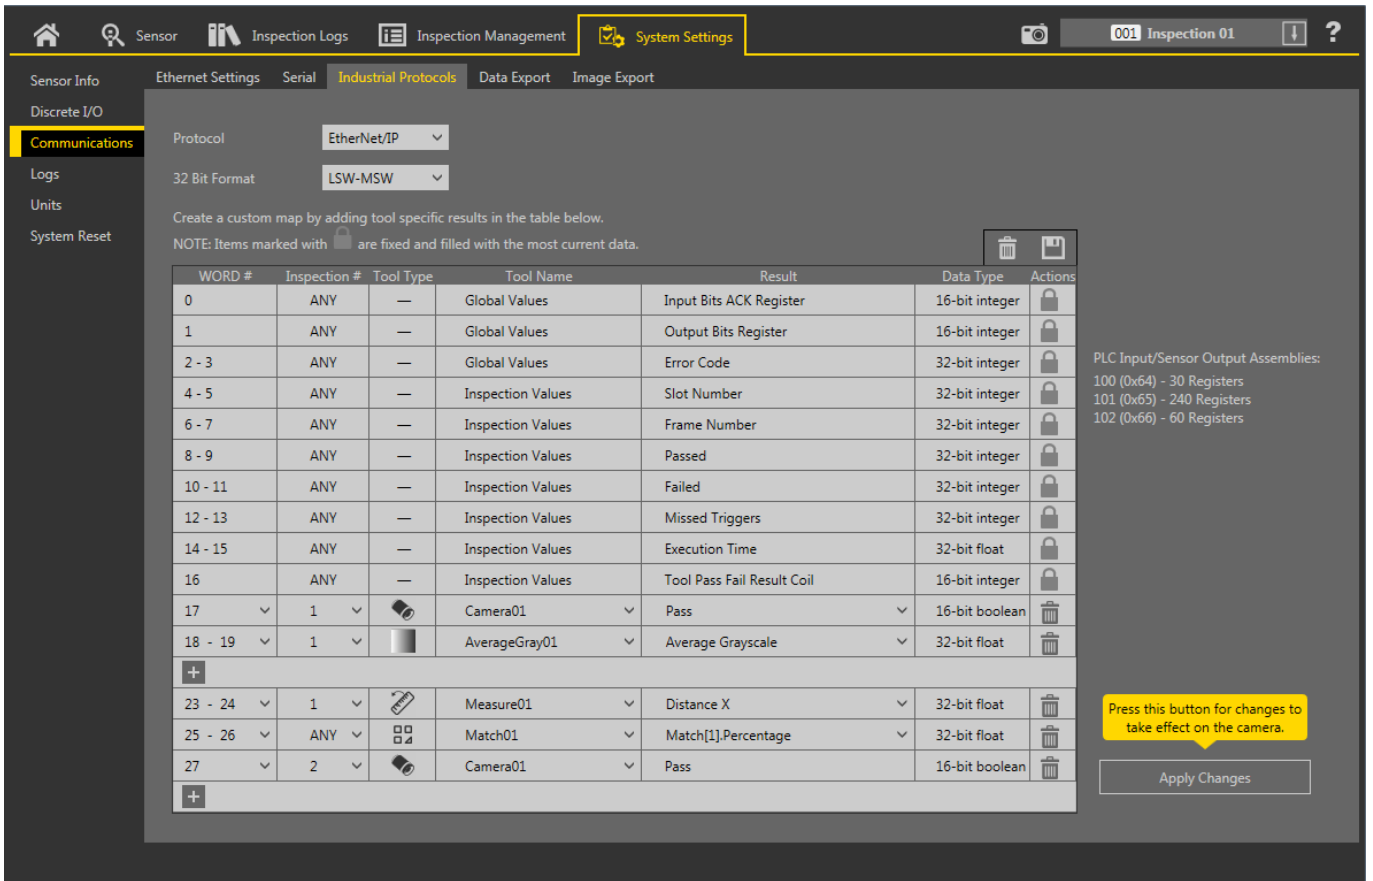 Sensor Inspection Logs Inspection Management System Settings 001 Inspection 01 ?
Sensor Info Ethernet Settings Serial Industrial Protocols Data Export Image Export
Discrete I/O
Communications
Logs
Units
System Reset
Protocol EtherNet/IP
32 Bit Format LSW-MSW
Create a custom map by adding tool specific results in the table below.
NOTE: Items marked with are fixed and filled with the most current data.
WORD # Inspection # Tool Type Tool Name Result Data Type Actions
0 ANY — Global Values Input Bits ACK Register 16-bit integer
1 ANY — Global Values Output Bits Register 16-bit integer
2 - 3 ANY — Global Values Error Code 32-bit integer
4 - 5 ANY — Inspection Values Slot Number 32-bit integer
6 - 7 ANY — Inspection Values Frame Number 32-bit integer
8 - 9 ANY — Inspection Values Passed 32-bit integer
10 - 11 ANY — Inspection Values Failed 32-bit integer
12 - 13 ANY — Inspection Values Missed Triggers 32-bit integer
14 - 15 ANY — Inspection Values Execution Time 32-bit float
16 ANY — Inspection Values Tool Pass Fail Result Coil 16-bit integer
17 1 Camera01 Pass 16-bit boolean
18 - 19 1 AverageGray01 Average Grayscale 32-bit float
+
23 - 24 1 Measure01 Distance X 32-bit float
25 - 26 ANY Match01 Match[1].Percentage 32-bit float
27 2 Camera01 Pass 16-bit boolean
+
PLC Input/Sensor Output Assemblies:
100 (0x64) - 30 Registers
101 (0x65) - 240 Registers
102 (0x66) - 60 Registers
Press this button for changes to
take effect on the camera.
Apply Changes